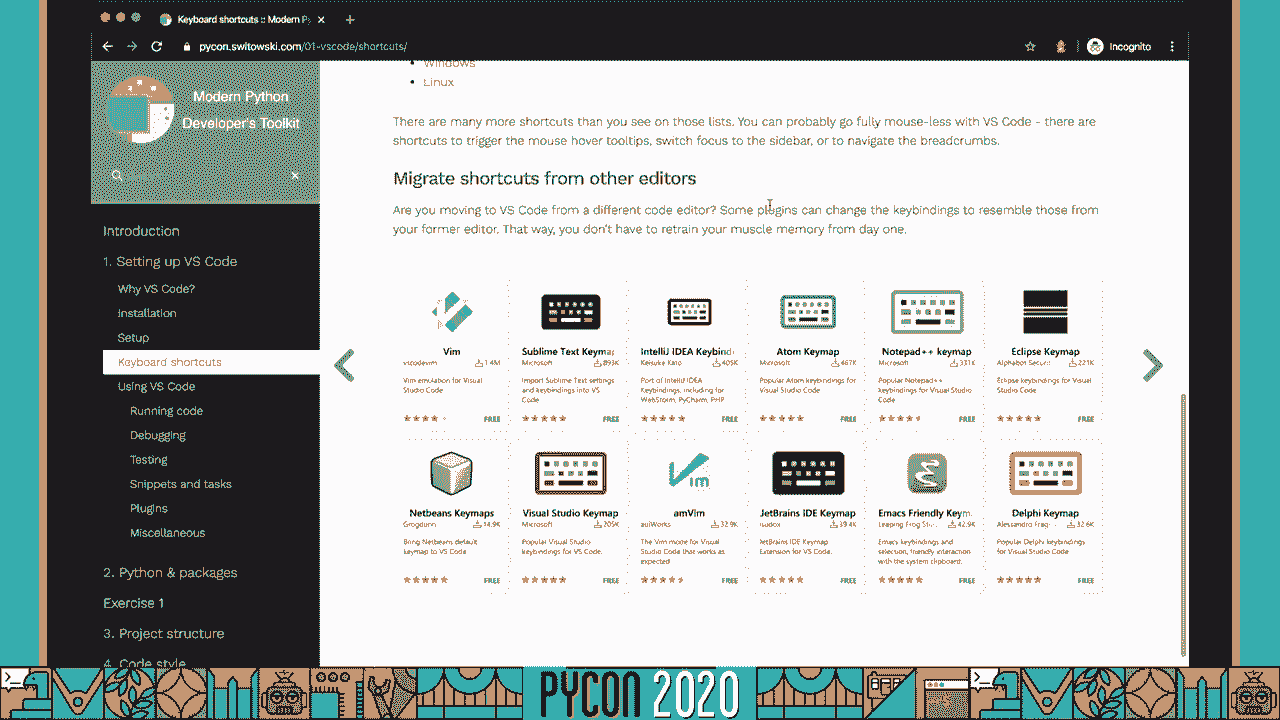 Keyboard shortcuts :: Modern P
pycon.switowski.com/01-vscode/shortcuts/
Incognito
Modern Python
Developer's Toolkit
Introduction
1. Setting up VS Code
Why VS Code?
Installation
Setup
Keyboard shortcuts
Using VS Code
Running code
Debugging
Testing
Snippets and tasks
Plugins
Miscellaneous
2. Python & packages
Exercise 1
3. Project structure
4. Code style
Windows
Linux
There are many more shortcuts than you see on those lists. You can probably go fully mouse-less with VS Code - there are
shortcuts to trigger the mouse hover tooltips, switch focus to the sidebar, or to navigate the breadcrumbs.
Migrate shortcuts from other editors
Are you moving to VS Code from a different code editor? Some plugins can change the keybindings to resemble those from
your former editor. That way, you don't have to retrain your muscle memory from day one.
Vim
vscodevim 1.4M
Vim emulation for Visual
Studio Code
FREE
Sublime Text Keymap
Microsoft 893K
Import Sublime Text settings
and keybindings into VS
Code
FREE
IntelliJ IDEA Keybind
Keisuke Kato 405K
Port of IntelliJ IDEA
Keybindings, including for
WebStorm, PyCharm, PHP
FREE
Atom Keymap
Microsoft 467K
Popular Atom keybindings for
Visual Studio Code
FREE
Notepad++ keymap
Microsoft 331K
Popular Notepad++
keybindings for Visual Studio
Code
FREE
Eclipse Keymap
Alphabot Secur 221K
Eclipse keybindings for Visual
Studio Code
FREE
Netbeans Keymaps
Grogdunn 14.9K
Bring Netbeans default
keymap to VS Code
FREE
Visual Studio Keymap
Microsoft 205K
Popular Visual Studio
keybindings for VS Code.
FREE
Vim
amVim
auiWorks 32.9K
The Vim mode for Visual
Studio Code that works as
expected
FREE
JetBrains IDE Keymap
isudox 39.4K
JetBrains IDE Keymap
Extension for VS Code.
FREE
Emacs Friendly Keym
Leaping Frog St 42.9K
Emacs keybindings and
selection, friendly interaction
with the system clipboard.
FREE
Delphi Keymap
Alessandro Frag 32.6K
Popular Delphi keybindings
for Visual Studio Code
FREE
PYCON 2020